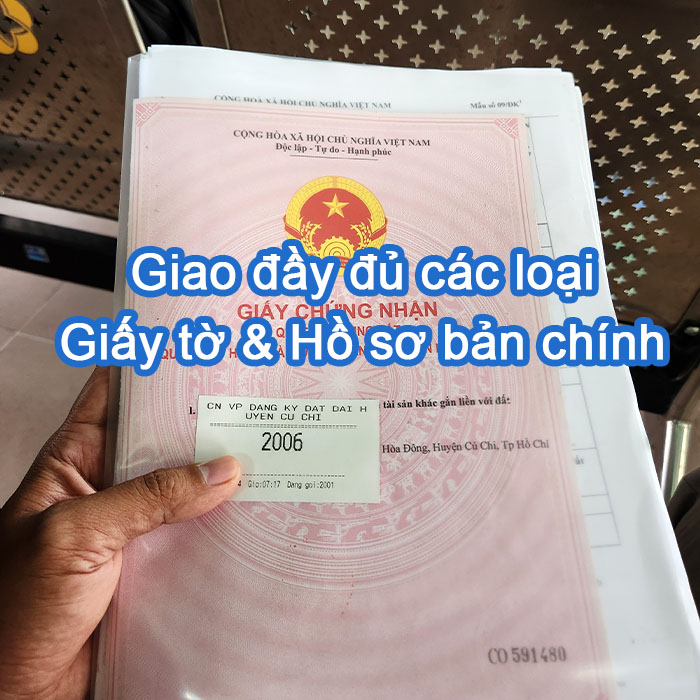 CỘNG HÒA XÃ HỘI CHỦ NGHĨA VIỆT NAM
Mẫu số 09/ĐK
CỘNG HÒA XÃ HỘI CHỦ NGHĨA VIỆT NAM
Độc lập - Tự do - Hạnh phúc
Giao đầy đủ các loại
GIẤY CHỨNG NHẬN
Giấy tờ & Hồ sơ bản chính
I.
tài sản khác gắn liền với đất:
CN VP DANG KY DAT DAI H
UYEN CU CHI
2006
Hòa Đông, Huyện Củ Chi, Tp Hồ Chí
4 Gio:07:17 Dang goi:2001
CO 591480